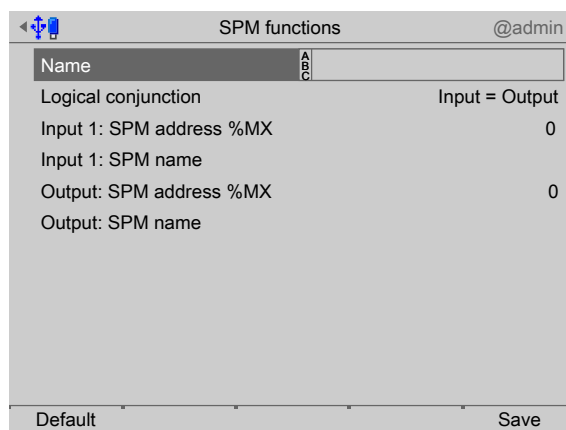 SPM functions @admin
Name ABC
Logical conjunction Input = Output
Input 1: SPM address %MX 0
Input 1: SPM name
Output: SPM address %MX 0
Output: SPM name
Default Save